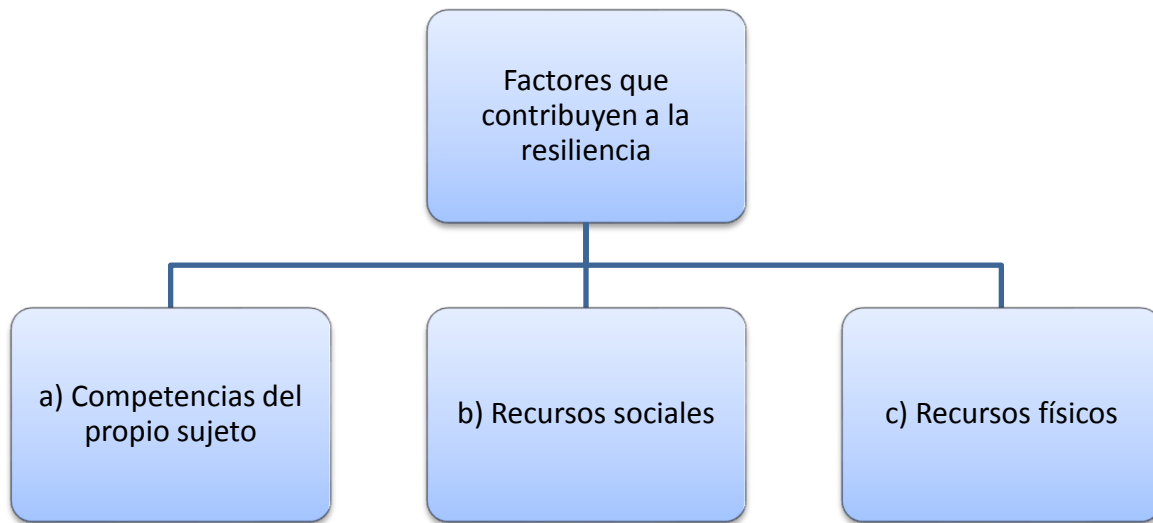 Factores que
contribuyen a la
resiliencia
a) Competencias del
propio sujeto
b) Recursos sociales
c) Recursos físicos